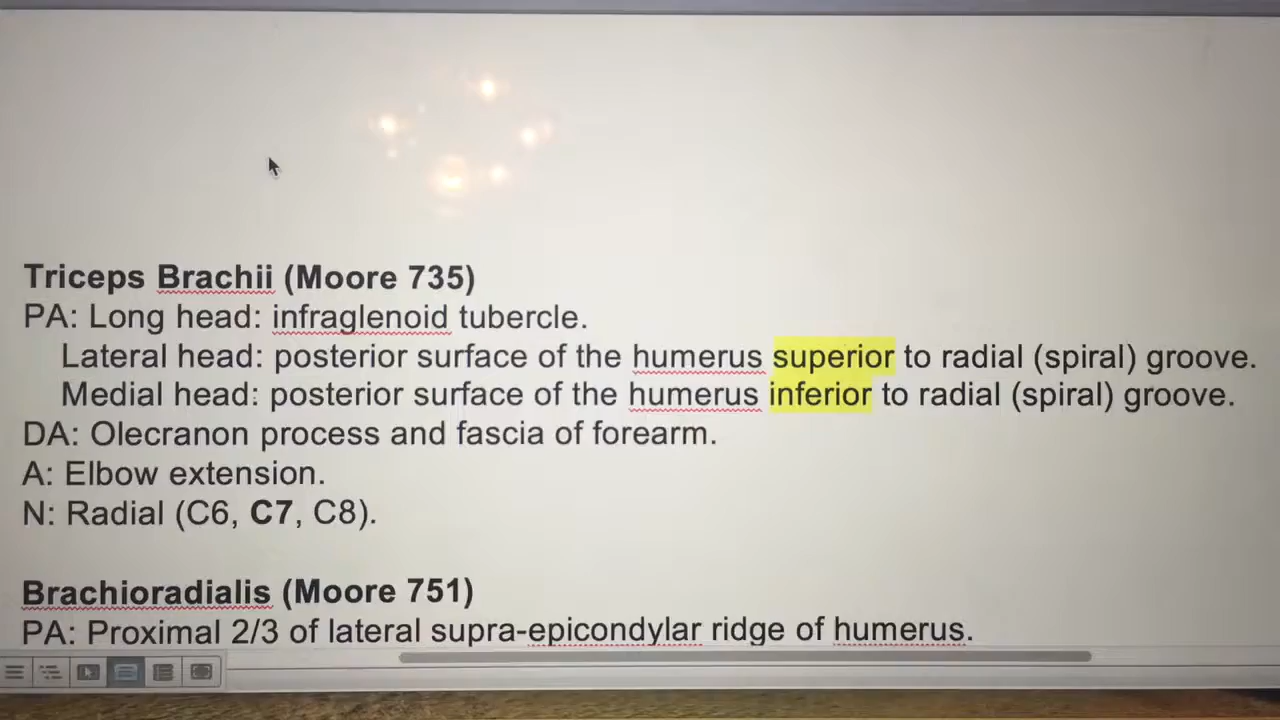 Triceps Brachii (Moore 735)
PA: Long head: infraglenoid tubercle.
Lateral head: posterior surface of the humerus superior to radial (spiral) groove.
Medial head: posterior surface of the humerus inferior to radial (spiral) groove.
DA: Olecranon process and fascia of forearm.
A: Elbow extension.
N: Radial (C6, C7, C8).
Brachioradialis (Moore 751)
PA: Proximal 2/3 of lateral supra-epicondylar ridge of humerus.